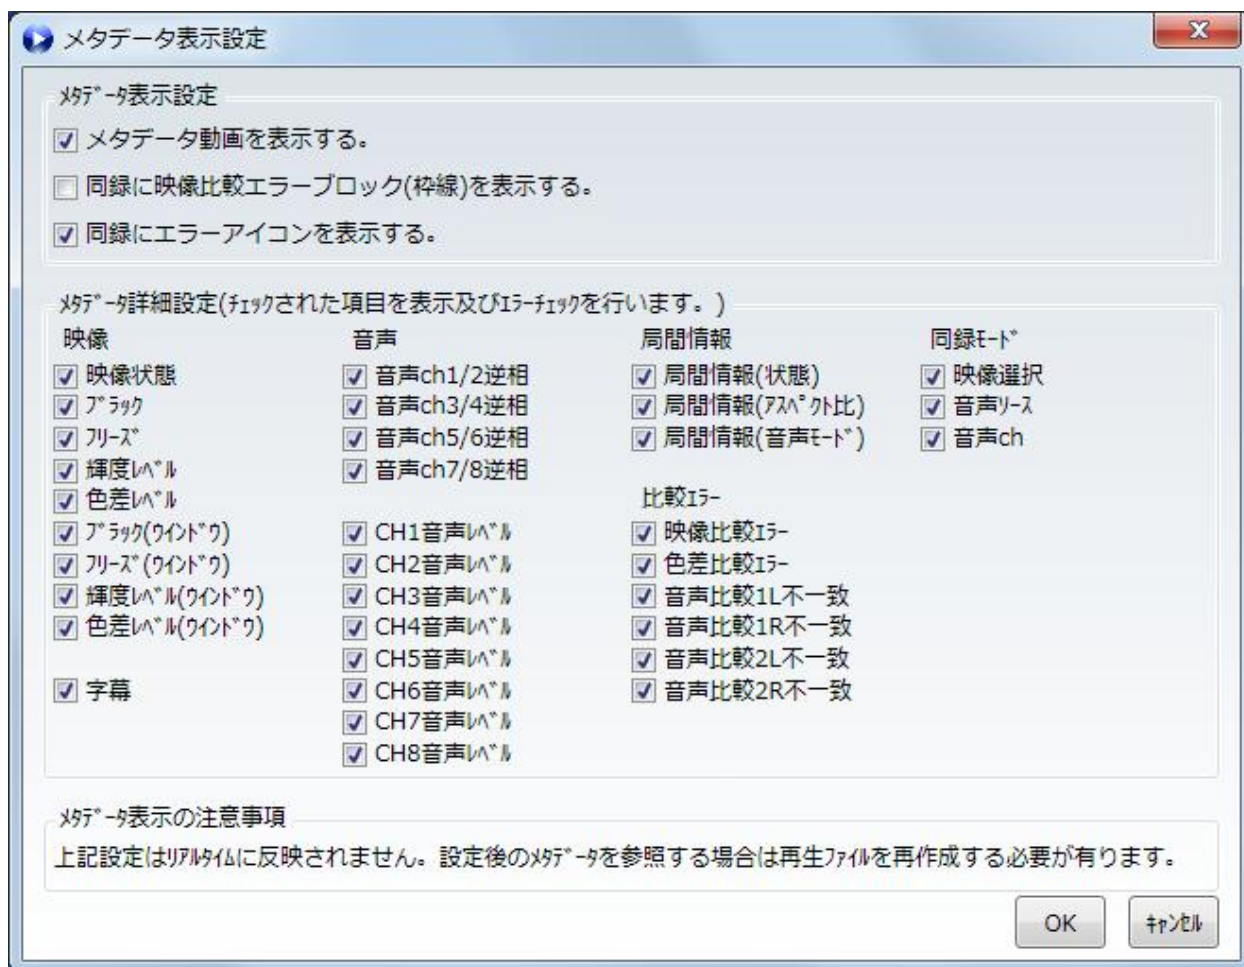 メタデータ表示設定
ﾒﾀﾃﾞｰﾀ表示設定
メタデータ動画を表示する。
同録に映像比較エラーブロック(枠線)を表示する。
同録にエラーアイコンを表示する。
ﾒﾀﾃﾞｰﾀ詳細設定(ﾁｪｯｸされた項目を表示及びｴﾗｰﾁｪｯｸを行います。)
映像
映像状態
ﾌﾞﾗｯｸ
ﾌﾘｰｽﾞ
輝度ﾚﾍﾞﾙ
色差ﾚﾍﾞﾙ
ﾌﾞﾗｯｸ(ｳｲﾝﾄﾞｳ)
ﾌﾘｰｽﾞ(ｳｲﾝﾄﾞｳ)
輝度ﾚﾍﾞﾙ(ｳｲﾝﾄﾞｳ)
色差ﾚﾍﾞﾙ(ｳｲﾝﾄﾞｳ)
字幕
音声
音声ch1/2逆相
音声ch3/4逆相
音声ch5/6逆相
音声ch7/8逆相
CH1音声ﾚﾍﾞﾙ
CH2音声ﾚﾍﾞﾙ
CH3音声ﾚﾍﾞﾙ
CH4音声ﾚﾍﾞﾙ
CH5音声ﾚﾍﾞﾙ
CH6音声ﾚﾍﾞﾙ
CH7音声ﾚﾍﾞﾙ
CH8音声ﾚﾍﾞﾙ
局間情報
局間情報(状態)
局間情報(ｱｽﾍﾟｸﾄ比)
局間情報(音声ﾓｰﾄﾞ)
比較ｴﾗｰ
映像比較ｴﾗｰ
色差比較ｴﾗｰ
音声比較1L不一致
音声比較1R不一致
音声比較2L不一致
音声比較2R不一致
同録ﾓｰﾄﾞ
映像選択
音声ｿｰｽ
音声ch
ﾒﾀﾃﾞｰﾀ表示の注意事項
上記設定はﾘｱﾙﾀｲﾑに反映されません。設定後のﾒﾀﾃﾞｰﾀを参照する場合は再生ﾌｧｲﾙを再作成する必要が有ります。
OK
ｷｬﾝｾﾙ